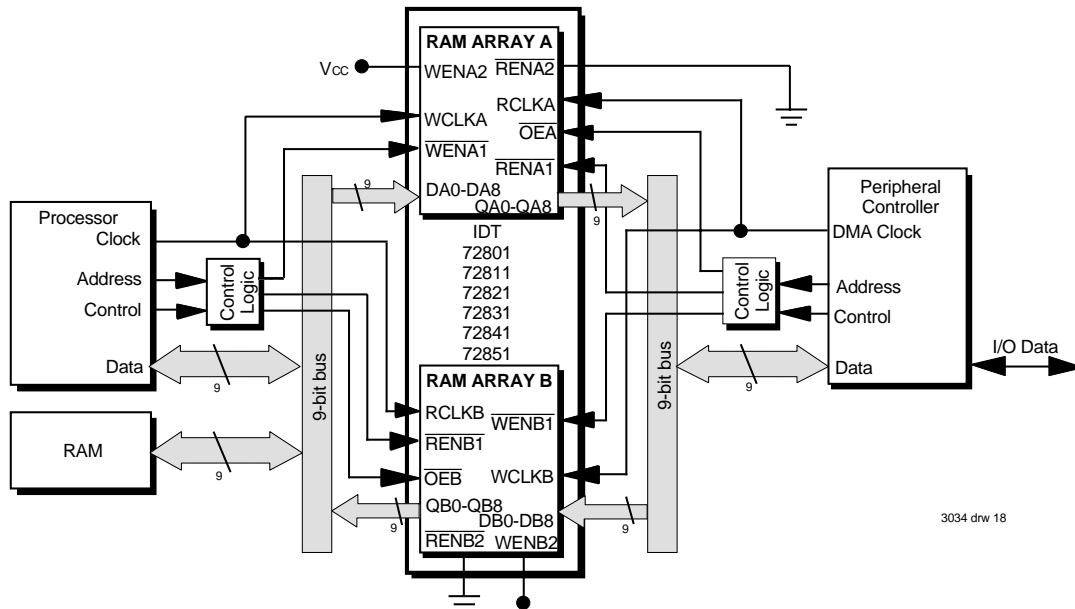 RAM ARRAY A
VCC
WENA2
RENA2
RCLKA
WCLKA
OEA
WENA1
RENA1
9
DA0-DA8
QA0-QA8
9
Processor
Clock
Address
Control
Data
9
Control
Logic
9-bit bus
RAM
9
IDT
72801
72811
72821
72831
72841
72851
RAM ARRAY B
RCLKB
WENB1
RENB1
OEB
WCLKB
QB0-QB8
9
DB0-DB8
9
RENB2
WENB2
9-bit bus
Control
Logic
Peripheral
Controller
DMA Clock
Address
Control
Data
9
I/O Data
3034 drw 18